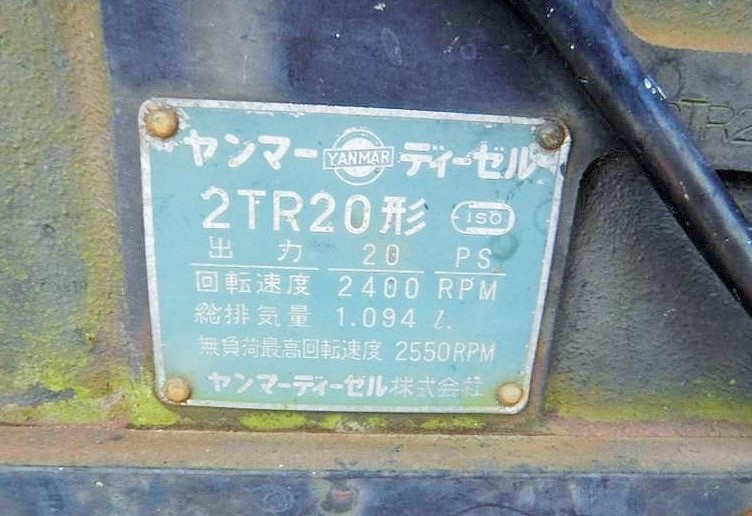 ヤンマー YANMAR ディーゼル
2TR20形 ISO
出力 20 PS
回転速度 2400 RPM
総排気量 1.094 l.
無負荷最高回転速度 2550RPM
ヤンマーディーゼル株式会社
TR2